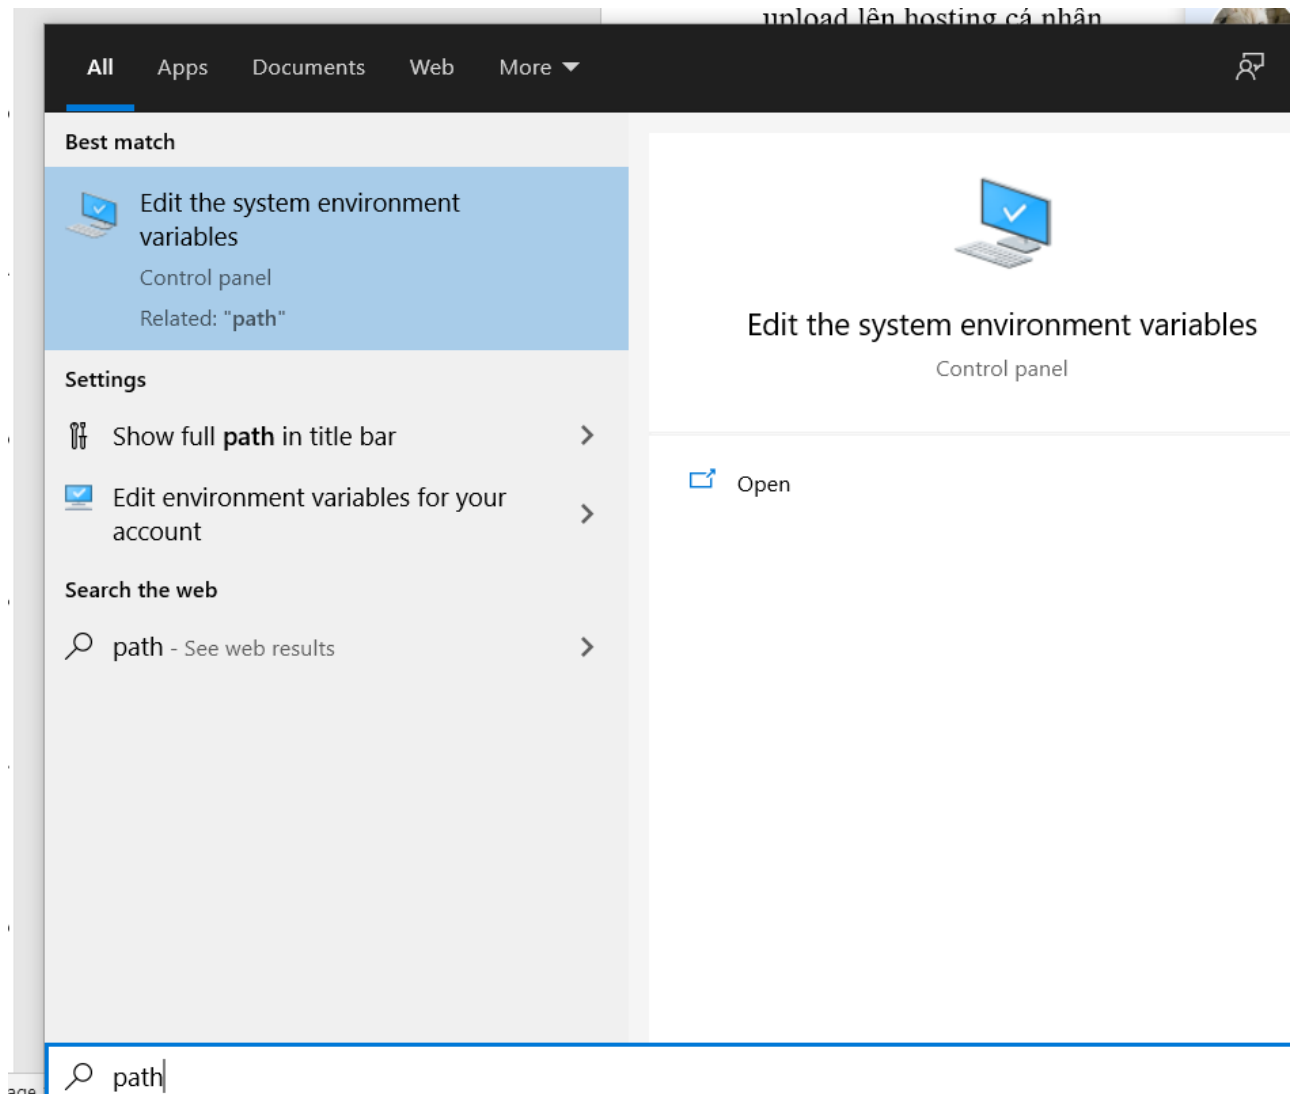 upload lên hosting cá nhân
All Apps Documents Web More
Best match
Edit the system environment
variables
Control panel
Related: "path"
Settings
Show full path in title bar
Edit environment variables for your
account
Search the web
path - See web results
Edit the system environment variables
Control panel
Open
path